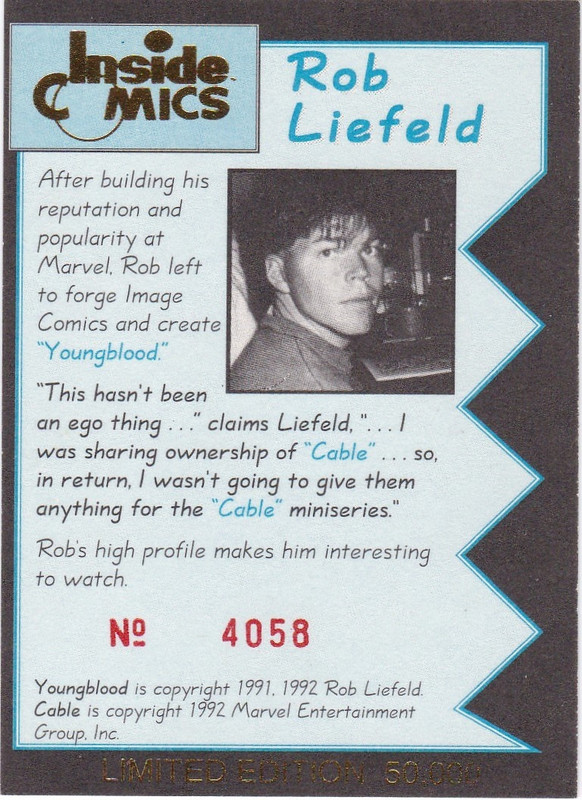 Inside
Comics
Rob
Liefeld
After building his
reputation and
popularity at
Marvel, Rob left
to forge Image
Comics and create
"Youngblood."
"This hasn't been
an ego thing . . ." claims Liefeld, ". . . I
was sharing ownership of "Cable" . . . so,
in return, I wasn't going to give them
anything for the "Cable" miniseries."
Rob's high profile makes him interesting
to watch.
Nº 4058
Youngblood is copyright 1991, 1992 Rob Liefeld.
Cable is copyright 1992 Marvel Entertainment
Group, Inc.
LIMITED EDITION 50,000